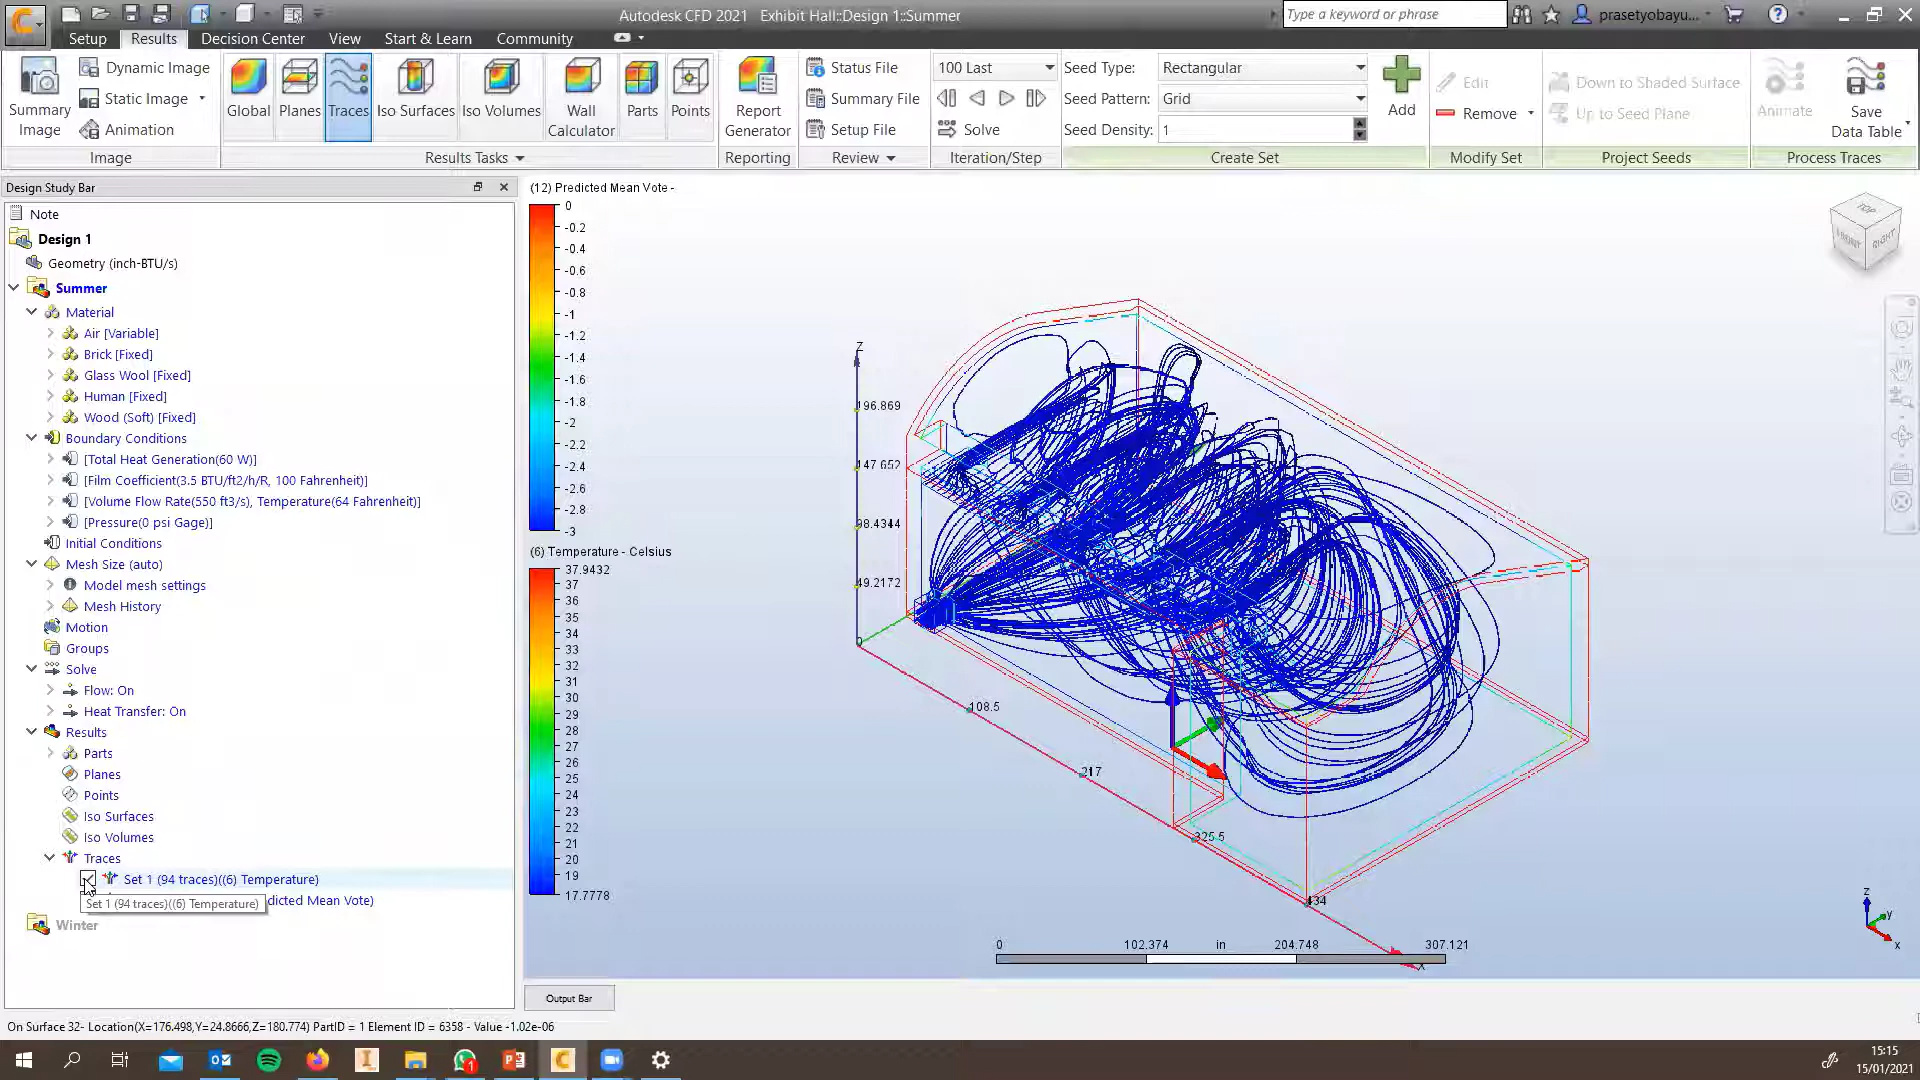 Autodesk CFD 2021 Exhibit Hall::Design 1::Summer
Type a keyword or phrase
prasetyobayu...
Setup Results Decision Center View Start & Learn Community
Summary Image
Dynamic Image
Static Image
Animation
Image
Global
Planes
Traces
Iso Surfaces
Iso Volumes
Wall Calculator
Parts
Points
Results Tasks
Report Generator
Reporting
Status File
Summary File
Setup File
Review
100 Last
Solve
Iteration/Step
Seed Type: Rectangular
Seed Pattern: Grid
Seed Density: 1
Add
Create Set
Edit
Remove
Modify Set
Down to Shaded Surface
Up to Seed Plane
Project Seeds
Animate
Save Data Table
Process Traces
Design Study Bar
Note
Design 1
Geometry (inch-BTU/s)
Summer
Material
Air [Variable]
Brick [Fixed]
Glass Wool [Fixed]
Human [Fixed]
Wood (Soft) [Fixed]
Boundary Conditions
[Total Heat Generation(60 W)]
[Film Coefficient(3.5 BTU/ft2/h/R, 100 Fahrenheit)]
[Volume Flow Rate(550 ft3/s), Temperature(64 Fahrenheit)]
[Pressure(0 psi Gage)]
Initial Conditions
Mesh Size (auto)
Model mesh settings
Mesh History
Motion
Groups
Solve
Flow: On
Heat Transfer: On
Results
Parts
Planes
Points
Iso Surfaces
Iso Volumes
Traces
Set 1 (94 traces)((6) Temperature)
Set 1 (94 traces)((6) Temperature)
dicted Mean Vote)
Winter
(12) Predicted Mean Vote -
0
-0.2
-0.4
-0.6
-0.8
-1
-1.2
-1.4
-1.6
-1.8
-2
-2.2
-2.4
-2.6
-2.8
-3
(6) Temperature - Celsius
37.9432
37
36
35
34
33
32
31
30
29
28
27
26
25
24
23
22
21
20
19
17.7778
Z
196.869
147.652
98.4344
49.2172
0
108.5
217
325.5
434
X
TOP
FRONT
RIGHT
z
y
x
0 102.374 in 204.748 307.121
Output Bar
On Surface 32- Location(X=176.498,Y=24.8666,Z=180.774) PartID = 1 Element ID = 6358 - Value -1.02e-06
15:15
15/01/2021